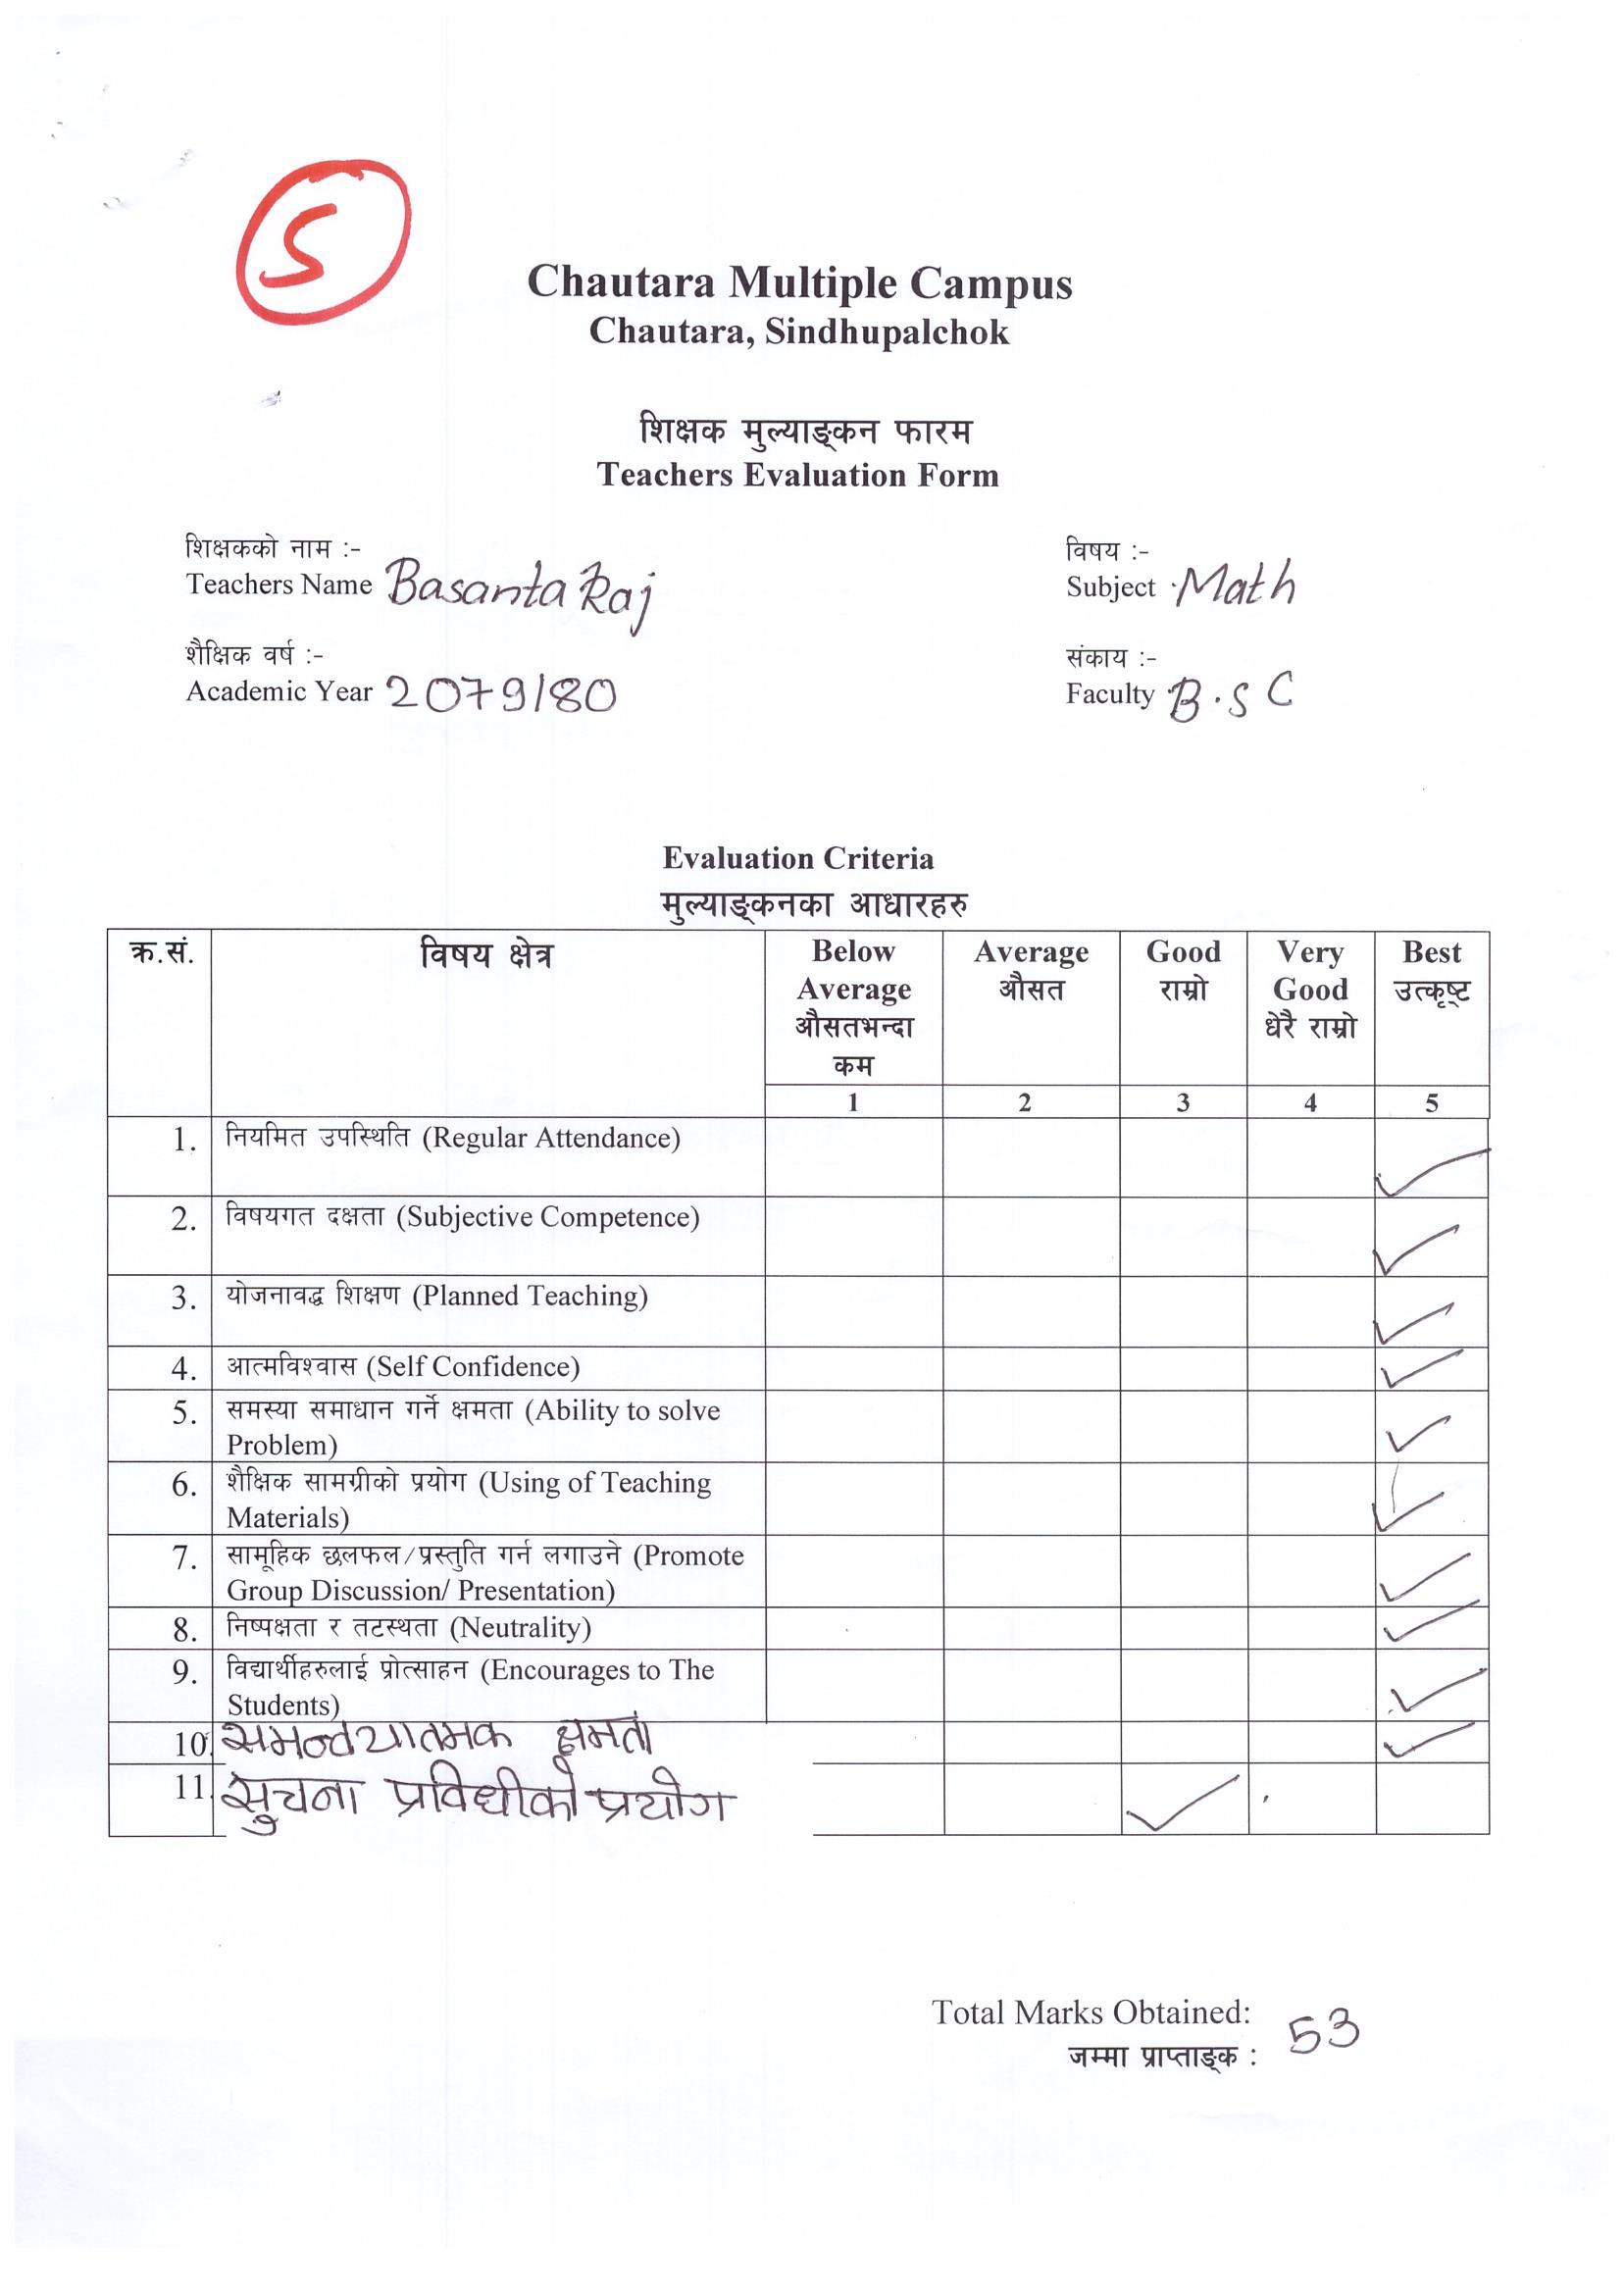 5
Chautara Multiple Campus
Chautara, Sindhupalchok
शिक्षक मुल्याङ्कन फारम
Teachers Evaluation Form
शिक्षकको नाम :-
Teachers Name Basanta Raj
विषय :-
Subject Math
शैक्षिक वर्ष :-
Academic Year 2079/80
संकाय :-
Faculty B.SC
Evaluation Criteria
मुल्याङ्कनका आधारहरु
क्र.सं. विषय क्षेत्र Below Average Good Very Best
Average औसत राम्रो Good उत्कृष्ट
औसतभन्दा धेरै राम्रो
कम
1 2 3 4 5
1. नियमित उपस्थिति (Regular Attendance) ✓
2. विषयगत दक्षता (Subjective Competence) ✓
3. योजनावद्ध शिक्षण (Planned Teaching) ✓
4. आत्मविश्वास (Self Confidence) ✓
5. समस्या समाधान गर्ने क्षमता (Ability to solve
Problem) ✓
6. शैक्षिक सामग्रीको प्रयोग (Using of Teaching
Materials) ✓
7. सामूहिक छलफल/प्रस्तुति गर्न लगाउने (Promote
Group Discussion/ Presentation) ✓
8. निष्पक्षता र तटस्थता (Neutrality) ✓
9. विद्यार्थीहरुलाई प्रोत्साहन (Encourages to The
Students) ✓
10. समन्वयात्मक क्षमता ✓
11. सुचना प्रविधीको प्रयोग ✓
Total Marks Obtained: 53
जम्मा प्राप्ताङ्क :